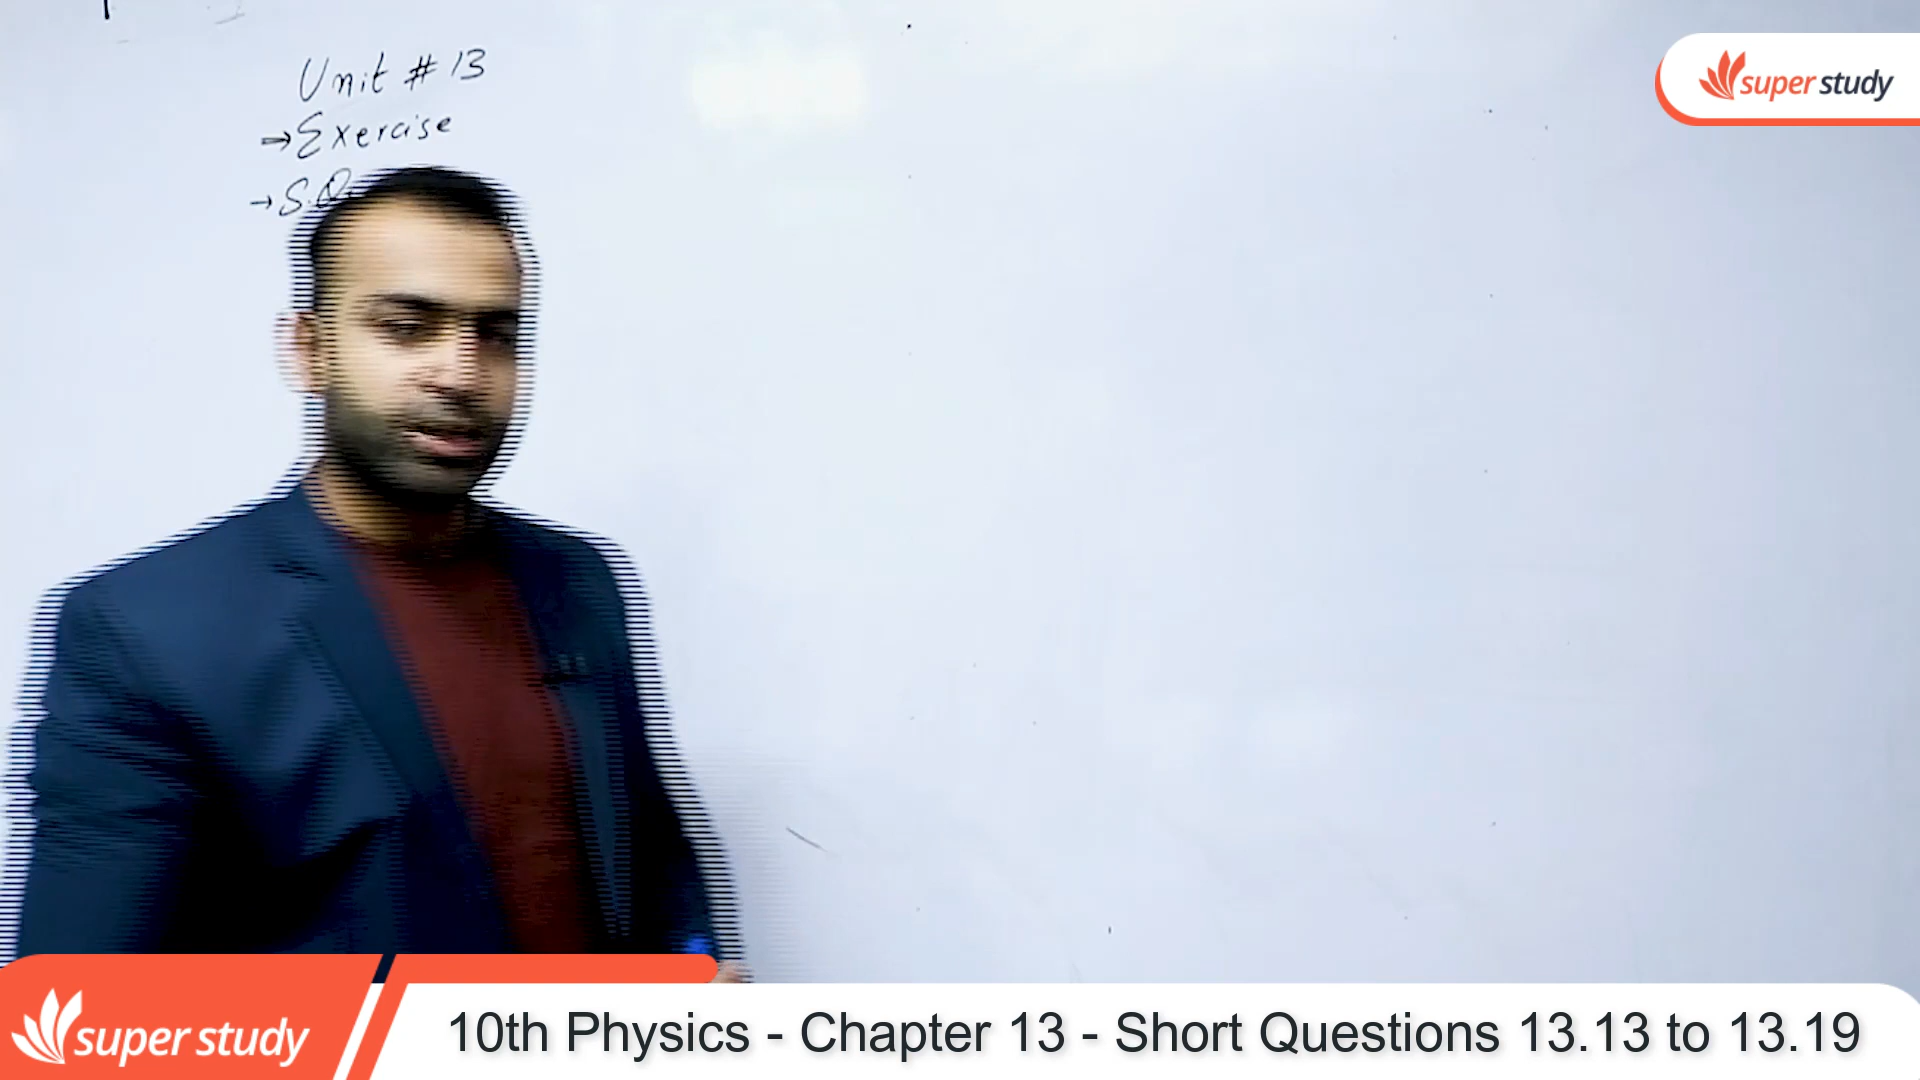 Unit # 13
→ Exercise
→ S.Q
super study
super study
10th Physics - Chapter 13 - Short Questions 13.13 to 13.19